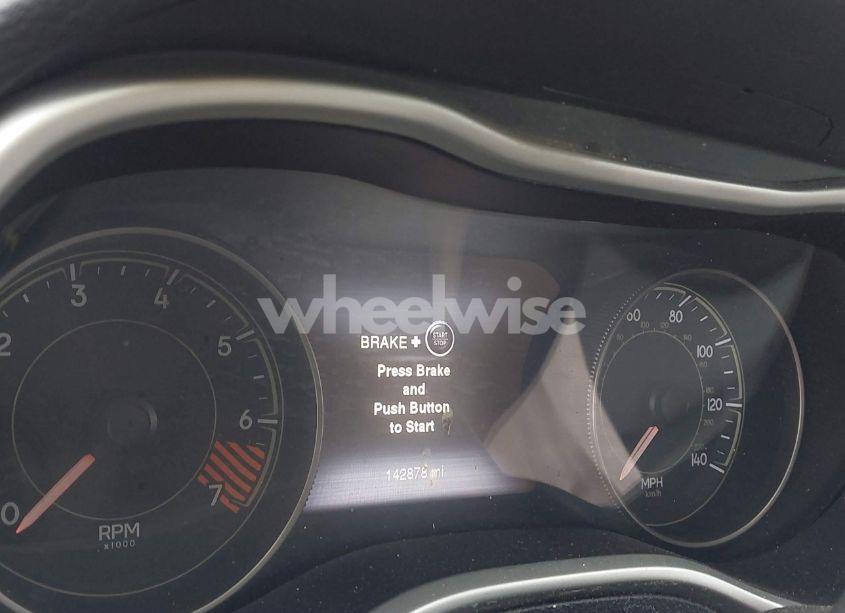 wheelwise
BRAKE + START STOP
Press Brake
and
Push Button
to Start
142878 mi
0
2
3
4
5
6
7
RPM
x1000
80
100
120
140
MPH
km/h